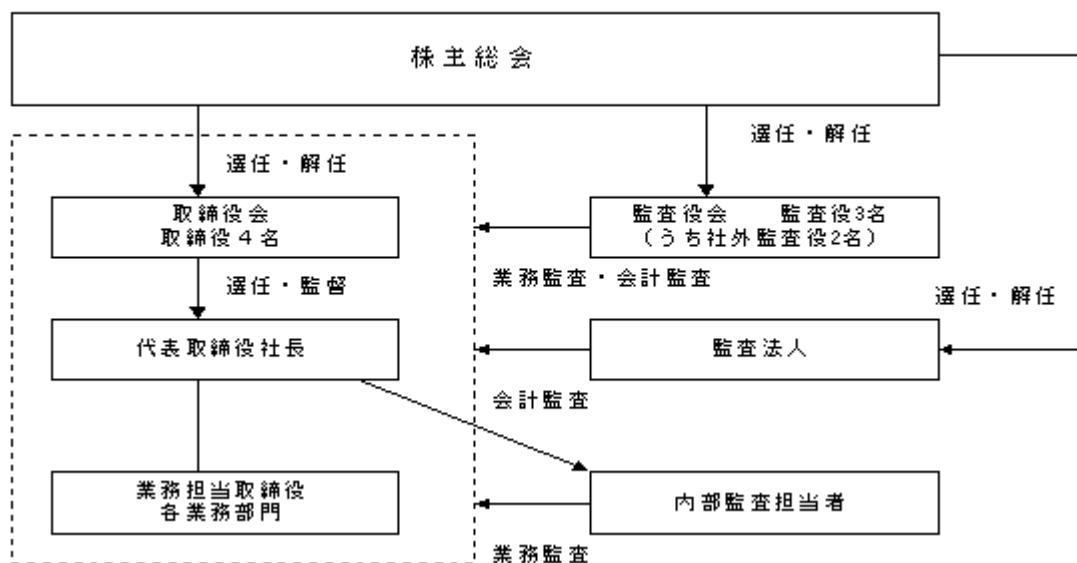 株主総会
選任・解任
選任・解任
取締役会
取締役4名
監査役会 監査役3名
(うち社外監査役2名)
選任・監督
業務監査・会計監査
選任・解任
代表取締役社長
監査法人
会計監査
業務担当取締役
各業務部門
内部監査担当者
業務監査